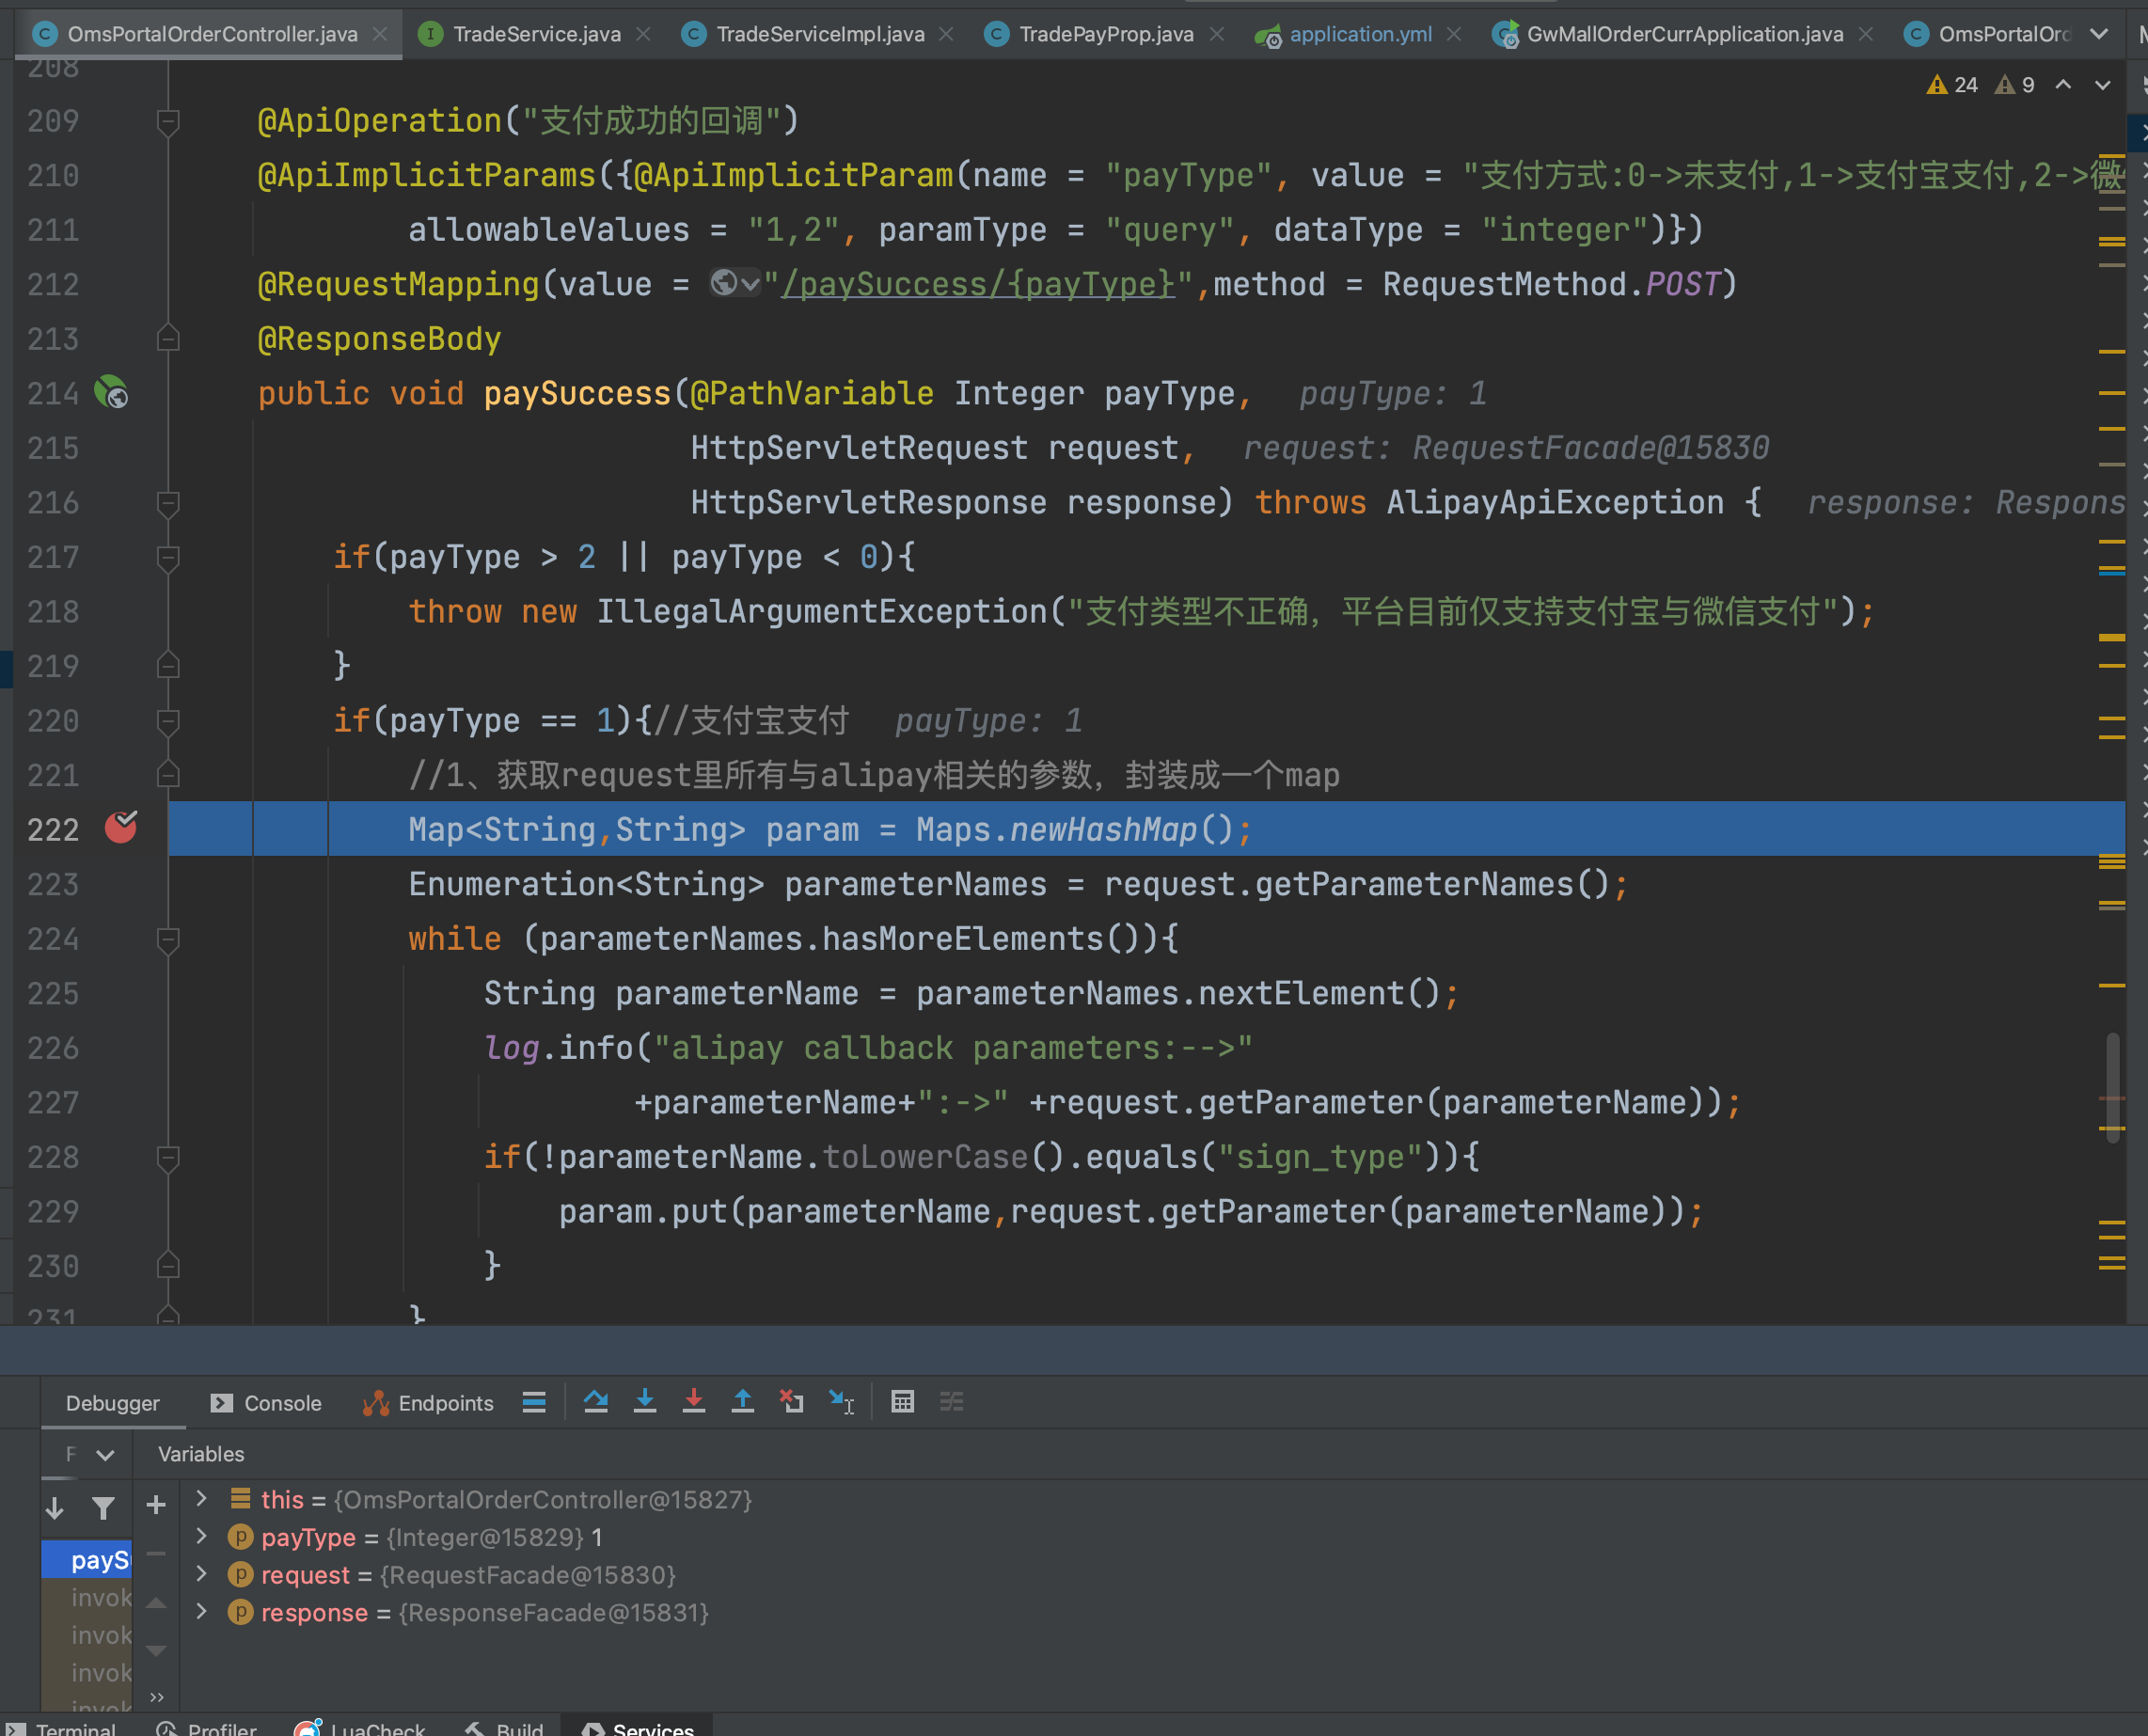 OmsPortalOrderController.java TradeService.java TradeServiceImpl.java TradePayProp.java application.yml GwMallOrderCurrApplication.java OmsPortalOrd
208
24 9
209 @ApiOperation("支付成功的回调")
210 @ApiImplicitParams({@ApiImplicitParam(name = "payType", value = "支付方式:0->未支付,1->支付宝支付,2->微
211 allowableValues = "1,2", paramType = "query", dataType = "integer")})
212 @RequestMapping(value = "/paySuccess/{payType}",method = RequestMethod.POST)
213 @ResponseBody
214 public void paySuccess(@PathVariable Integer payType, payType: 1
215 HttpServletRequest request, request: RequestFacade@15830
216 HttpServletResponse response) throws AlipayApiException { response: Respons
217 if(payType > 2 || payType < 0){
218 throw new IllegalArgumentException("支付类型不正确，平台目前仅支持支付宝与微信支付");
219 }
220 if(payType == 1){//支付宝支付 payType: 1
221 //1、获取request里所有与alipay相关的参数，封装成一个map
222 Map<String,String> param = Maps.newHashMap();
223 Enumeration<String> parameterNames = request.getParameterNames();
224 while (parameterNames.hasMoreElements()){
225 String parameterName = parameterNames.nextElement();
226 log.info("alipay callback parameters:-->"
227 +parameterName+":->" +request.getParameter(parameterName));
228 if(!parameterName.toLowerCase().equals("sign_type")){
229 param.put(parameterName,request.getParameter(parameterName));
230 }
231 }
Debugger Console Endpoints
F Variables
this = {OmsPortalOrderController@15827}
payType = {Integer@15829} 1
request = {RequestFacade@15830}
response = {ResponseFacade@15831}
payS
invok
invok
invok
invok
Terminal Profiler LuaCheck Build Services